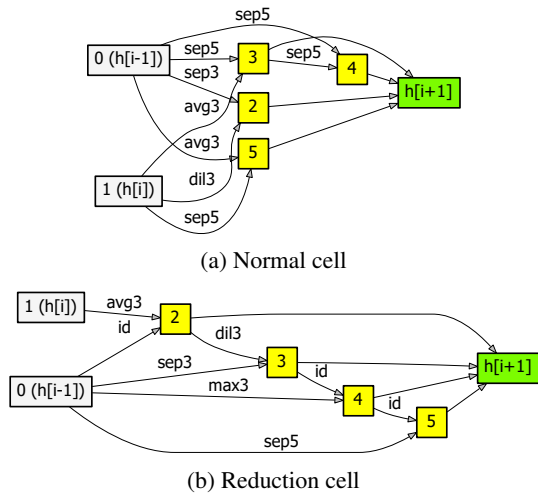 sep5
0 (h[i-1])
sep5
3
sep5
4
sep3
h[i+1]
avg3
2
avg3
5
1 (h[i])
dil3
sep5
(a) Normal cell
1 (h[i])
avg3
2
id
dil3
sep3
3
h[i+1]
0 (h[i-1])
max3
id
4
id
5
sep5
(b) Reduction cell